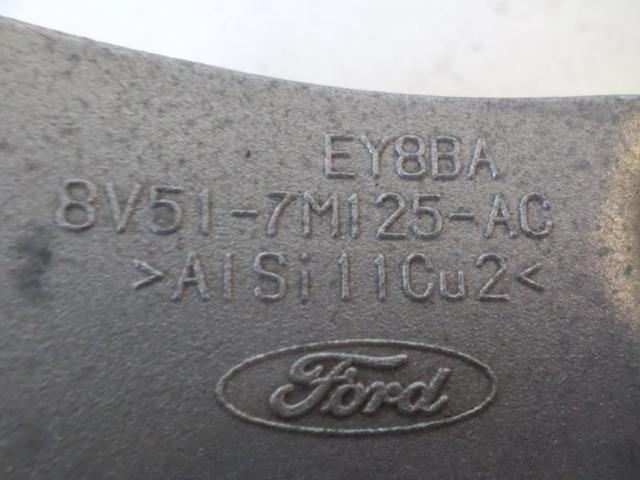 EY8BA
8V51-7M125-AC
>AlSi11Cu2<
Ford